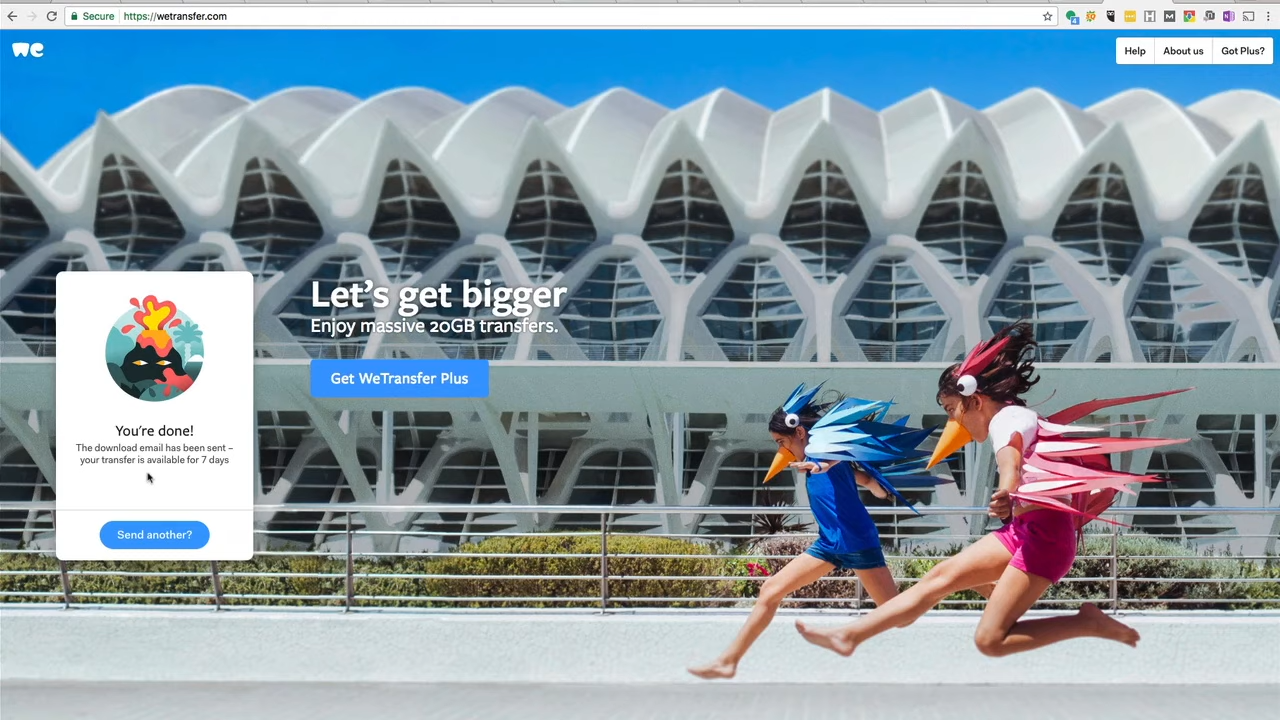 Secure https://wetransfer.com
we
Help About us Got Plus?
Let's get bigger
Enjoy massive 20GB transfers.
Get WeTransfer Plus
You're done!
The download email has been sent –
your transfer is available for 7 days
Send another?